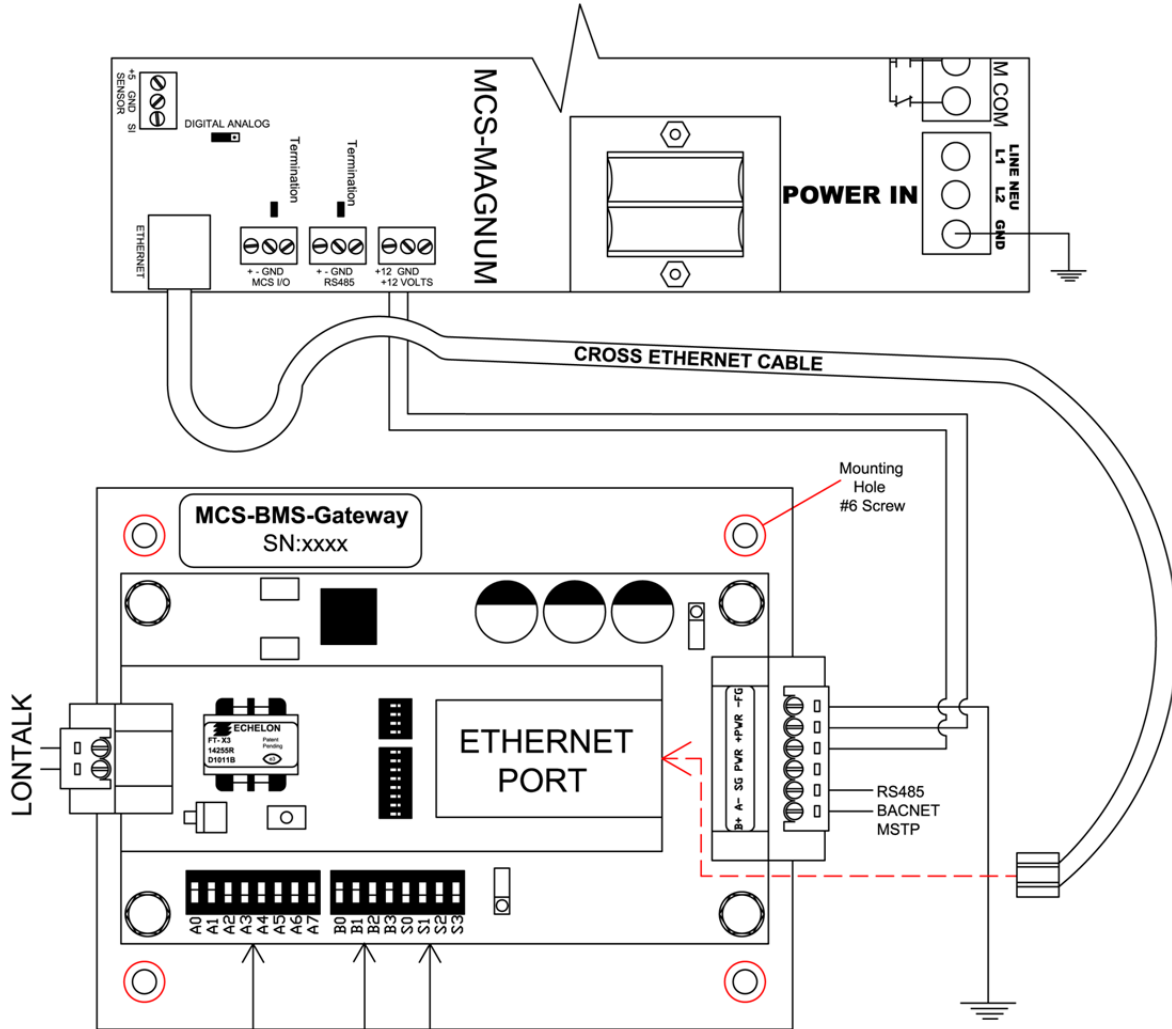 +5 GND SI
SENSOR
DIGITAL ANALOG
Termination
Termination
MCS-MAGNUM
M COM
LINE NEU
L1 L2 GND
POWER IN
ETHERNET
+ - GND
MCS I/O
+ - GND
RS485
+12 GND
+12 VOLTS
CROSS ETHERNET CABLE
Mounting
Hole
#6 Screw
MCS-BMS-Gateway
SN:xxxx
LONTALK
ECHELON
FT-X3
14255R
D1011B
Patent
Pending
e3
ETHERNET
PORT
B+ A- SG PWR +PWR -FG
RS485
BACNET
MSTP
A0
A1
A2
A3
A4
A5
A6
A7
B0
B1
B2
B3
S0
S1
S2
S3